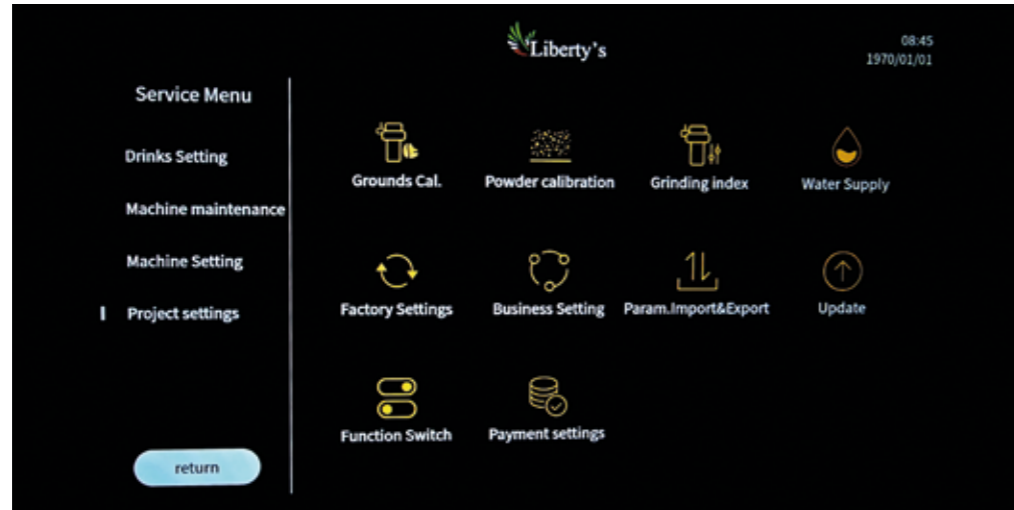 Liberty's
08:45
1970/01/01
Service Menu
Drinks Setting
Machine maintenance
Machine Setting
Project settings
return
Grounds Cal.
Powder calibration
Grinding index
Water Supply
Factory Settings
Business Setting
Param.Import&Export
Update
Function Switch
Payment settings